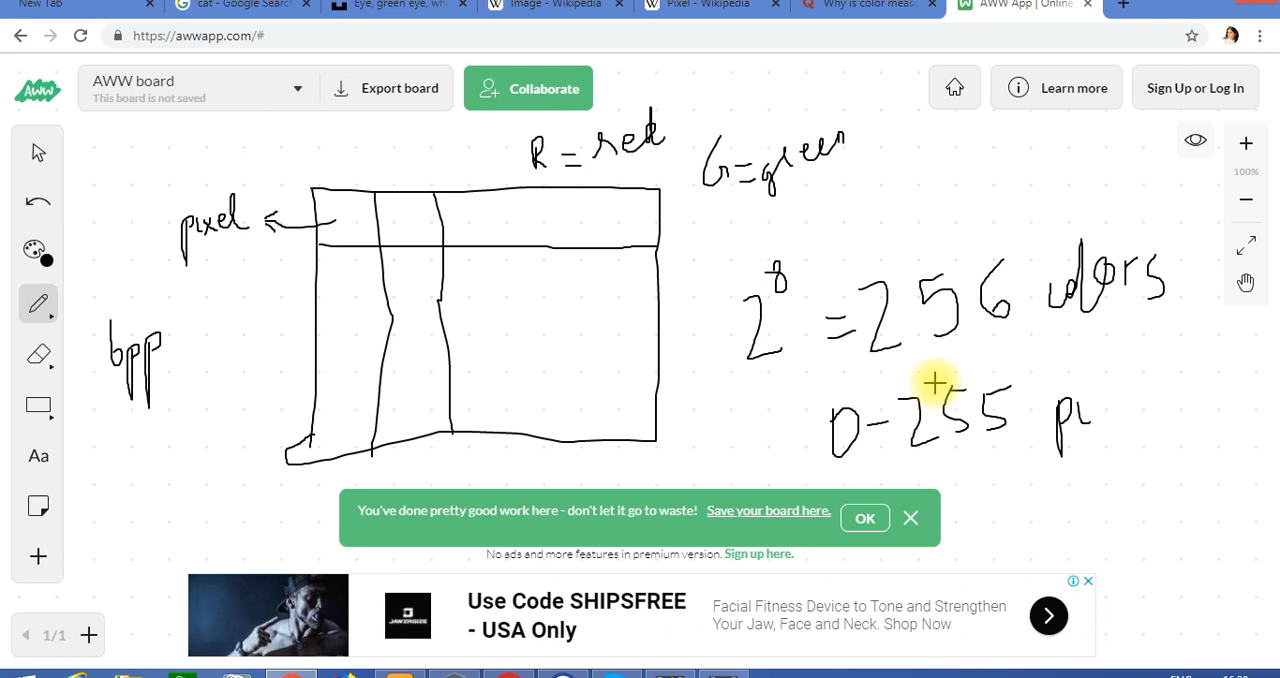 New Tab
cat - Google Searc
Eye, green eye, wh
Image - Wikipedia
Pixel - Wikipedia
Why is color meas
AWW App | Online
https://awwapp.com/#
AWW
AWW board
This board is not saved
Export board
Collaborate
Learn more
Sign Up or Log In
R = red
G = green
pixel
100%
2^8 = 256 colors
bpp
0 - 255 pi
Aa
You've done pretty good work here - don't let it go to waste! Save your board here.
OK
No ads and more features in premium version. Sign up here.
JAWZRSIZE
Use Code SHIPSFREE
- USA Only
Facial Fitness Device to Tone and Strengthen
Your Jaw, Face and Neck. Shop Now
1/1